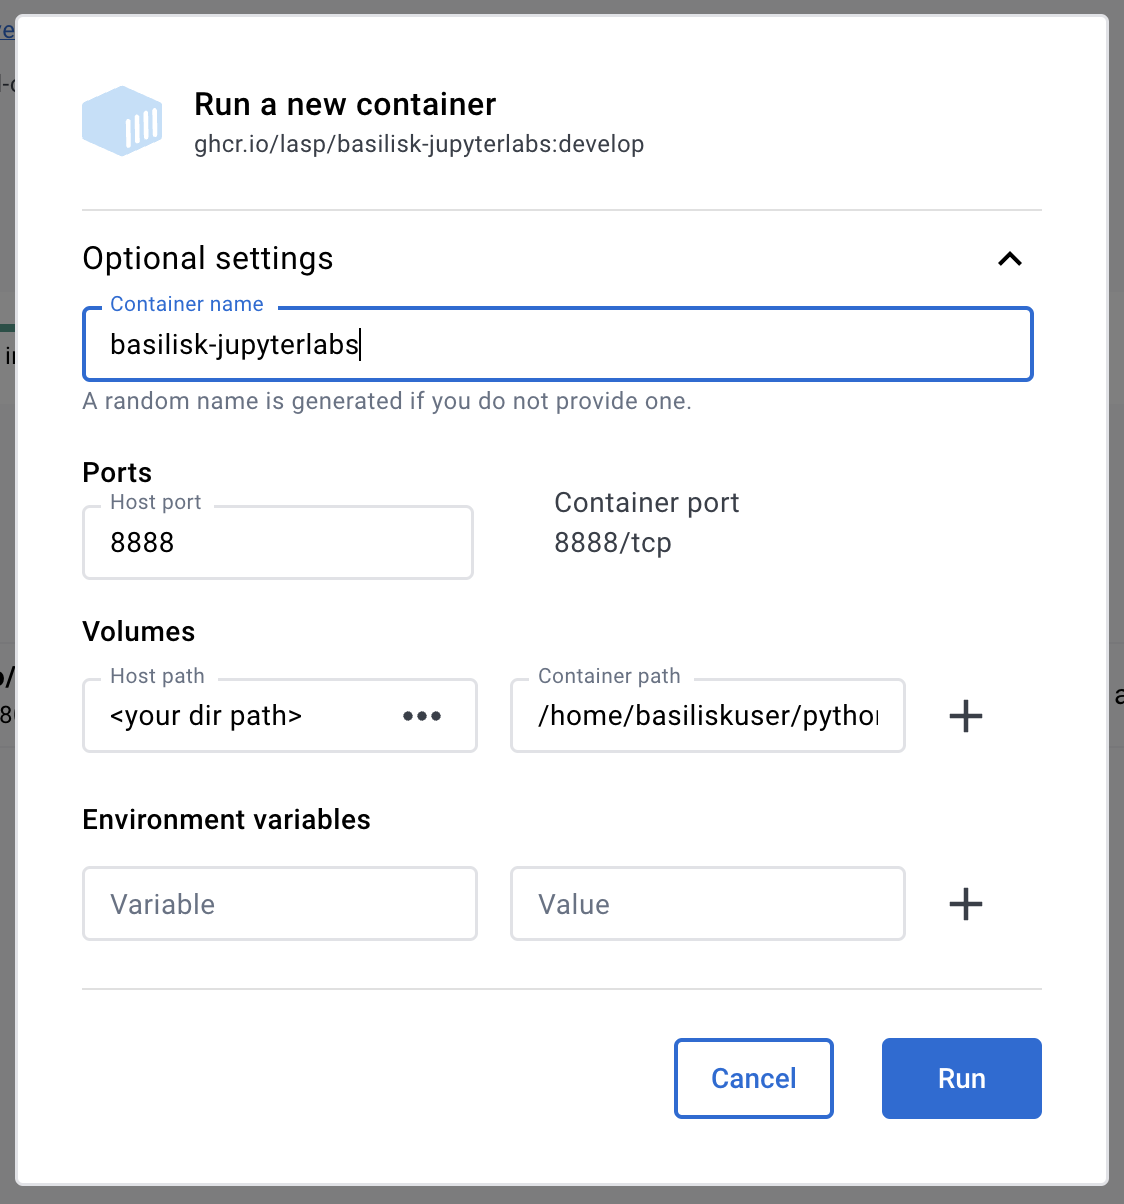 Run a new container
ghcr.io/lasp/basilisk-jupyterlabs:develop
Optional settings
Container name
basilisk-jupyterlabs
A random name is generated if you do not provide one.
Ports
Host port
Container port
8888
8888/tcp
Volumes
Host path
Container path
<your dir path>
/home/basiliskuser/pytho
Environment variables
Variable
Value
Cancel
Run